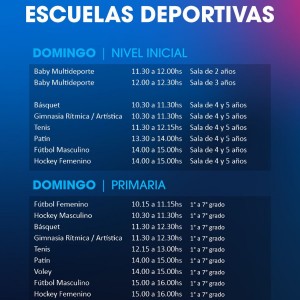 ESCUELAS DEPORTIVAS
DOMINGO | NIVEL INICIAL
Baby Multideporte 11.30 a 12.00hs Sala de 2 años
Baby Multideporte 12.00 a 12.30hs Sala de 3 años
Básquet 10.30 a 11.30hs Sala de 4 y 5 años
Gimnasia Rítmica / Artística 10.30 a 11.30hs Sala de 4 y 5 años
Tenis 11.30 a 12.15hs Sala de 4 y 5 años
Patín 13.30 a 14.00hs Sala de 4 y 5 años
Fútbol Masculino 14.00 a 15.00hs Sala de 4 y 5 años
Hockey Femenino 14.00 a 15.00hs Sala de 4 y 5 años
DOMINGO | PRIMARIA
Fútbol Femenino 10.15 a 11.15hs 1° a 7° grado
Hockey Masculino 10.30 a 11.30hs 1° a 7° grado
Básquet 11.30 a 12.30hs 1° a 7° grado
Gimnasia Rítmica / Artística 11.30 a 12.30hs 1° a 7° grado
Tenis 12.15 a 13.00hs 1° a 7° grado
Patín 14.00 a 15.00hs 1° a 7° grado
Voley 14.00 a 15.00hs 1° a 7° grado
Fútbol Masculino 15.00 a 16.00hs 1° a 7° grado
Hockey Femenino 15.00 a 16.00hs 1° a 7° grado